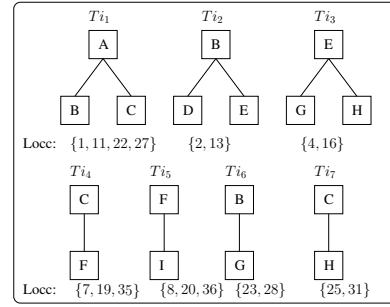 Ti₁ Ti₂ Ti₃
A B E
B C D E G H
Locc: {1, 11, 22, 27} {2, 13} {4, 16}
Ti₄ Ti₅ Ti₆ Ti₇
C F B C
F I G H
Locc: {7, 19, 35} {8, 20, 36} {23, 28} {25, 31}